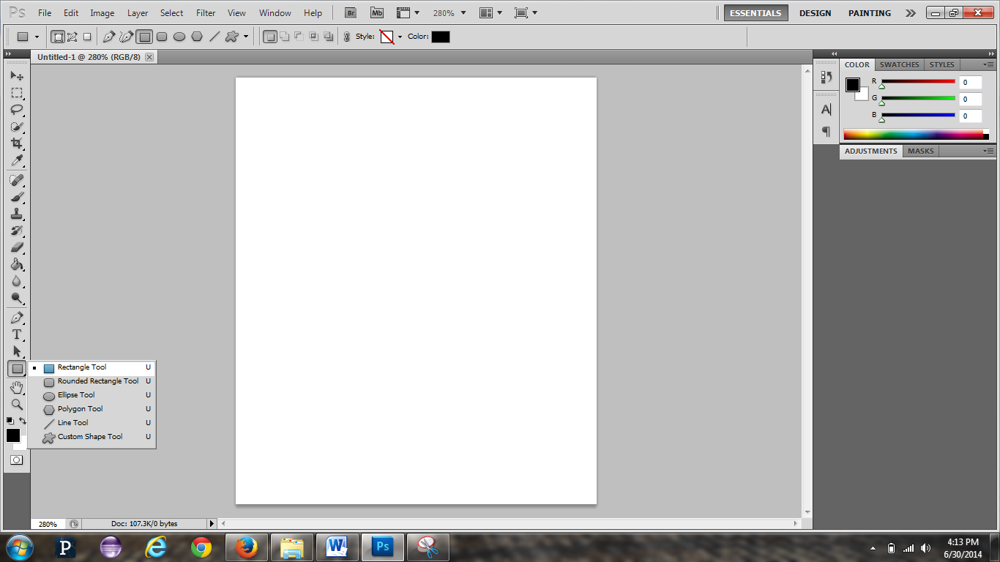 Ps File Edit Image Layer Select Filter View Window Help Br Mb 280% ESSENTIALS DESIGN PAINTING
Style: Color:
Untitled-1 @ 280% (RGB/8)
COLOR SWATCHES STYLES
R 0
G 0
B 0
A
ADJUSTMENTS MASKS
T
Rectangle Tool U
Rounded Rectangle Tool U
Ellipse Tool U
Polygon Tool U
Line Tool U
Custom Shape Tool U
280% Doc: 107.3K/0 bytes
P W Ps
4:13 PM
6/30/2014